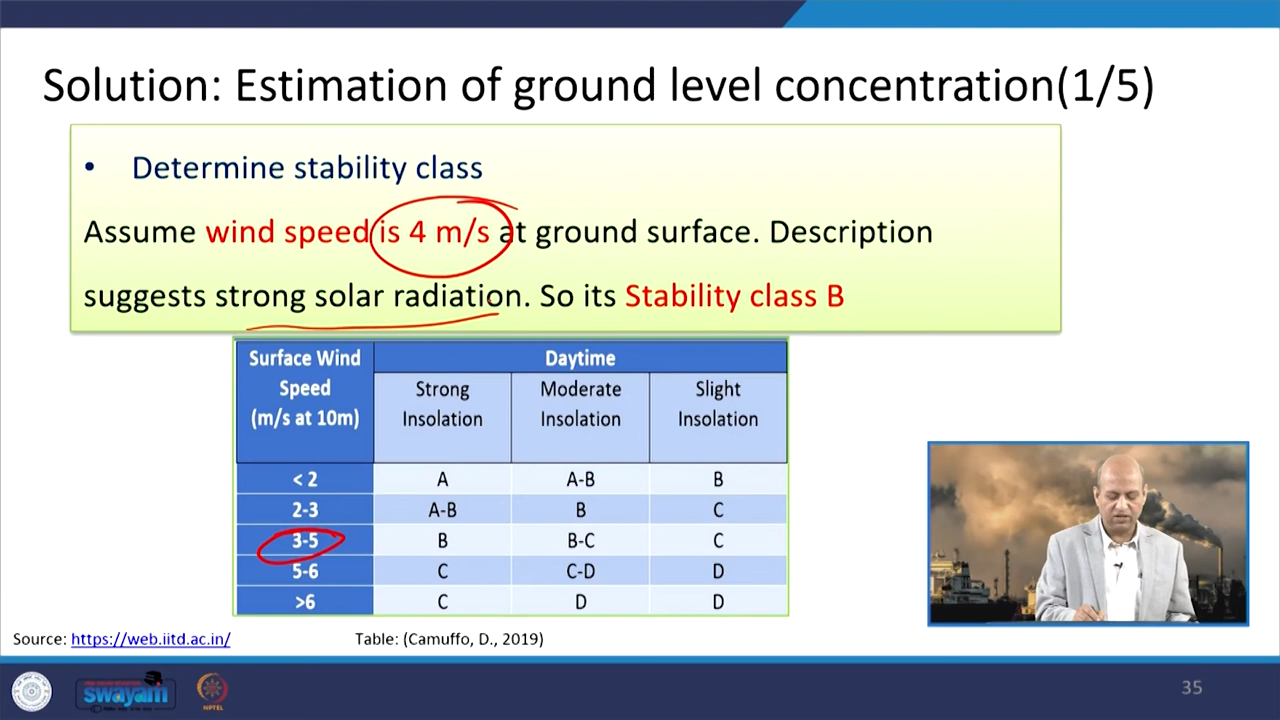 Solution: Estimation of ground level concentration(1/5)
• Determine stability class
Assume wind speed is 4 m/s at ground surface. Description
suggests strong solar radiation. So its Stability class B
Surface Wind Speed (m/s at 10m) Daytime
Strong Insolation Moderate Insolation Slight Insolation
< 2 A A-B B
2-3 A-B B C
3-5 B B-C C
5-6 C C-D D
>6 C D D
Source: https://web.iitd.ac.in/ Table: (Camuffo, D., 2019)
swayam NPTEL 35